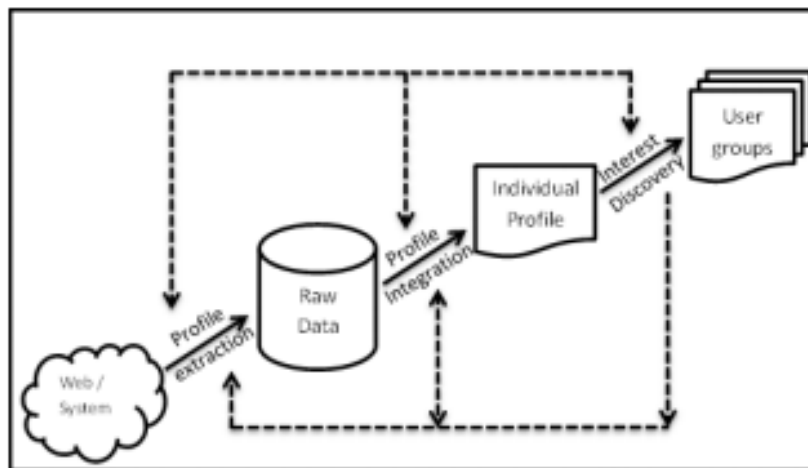 Web /
System
Profile
extraction
Raw
Data
Profile
Integration
Individual
Profile
Interest
Discovery
User
groups